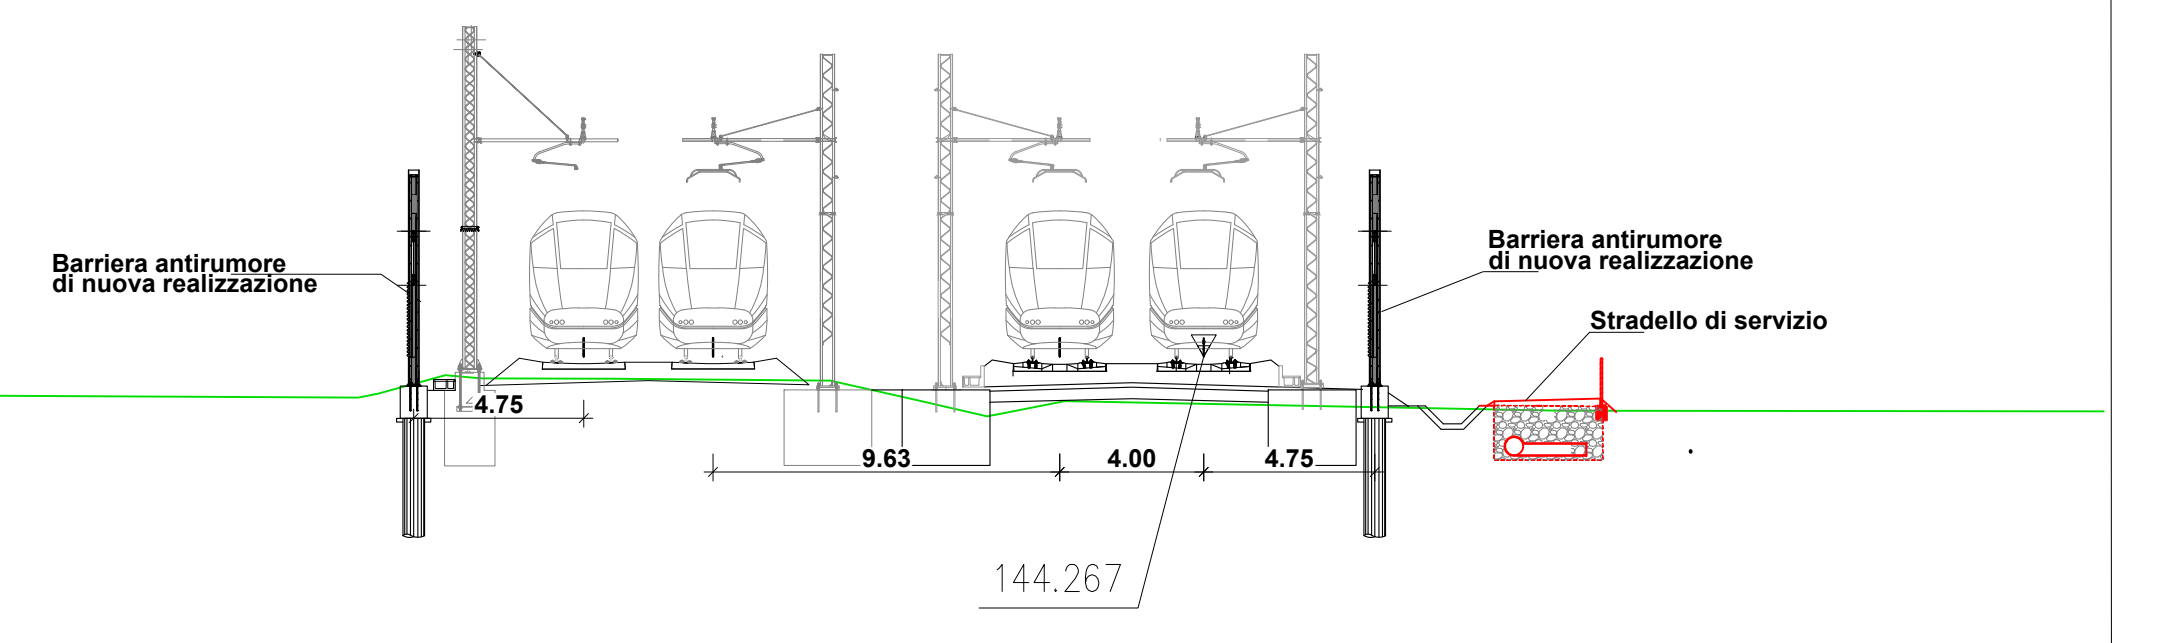 Barriera antirumore
di nuova realizzazione
Barriera antirumore
di nuova realizzazione
Stradello di servizio
4.75
9.63
4.00
4.75
144.267